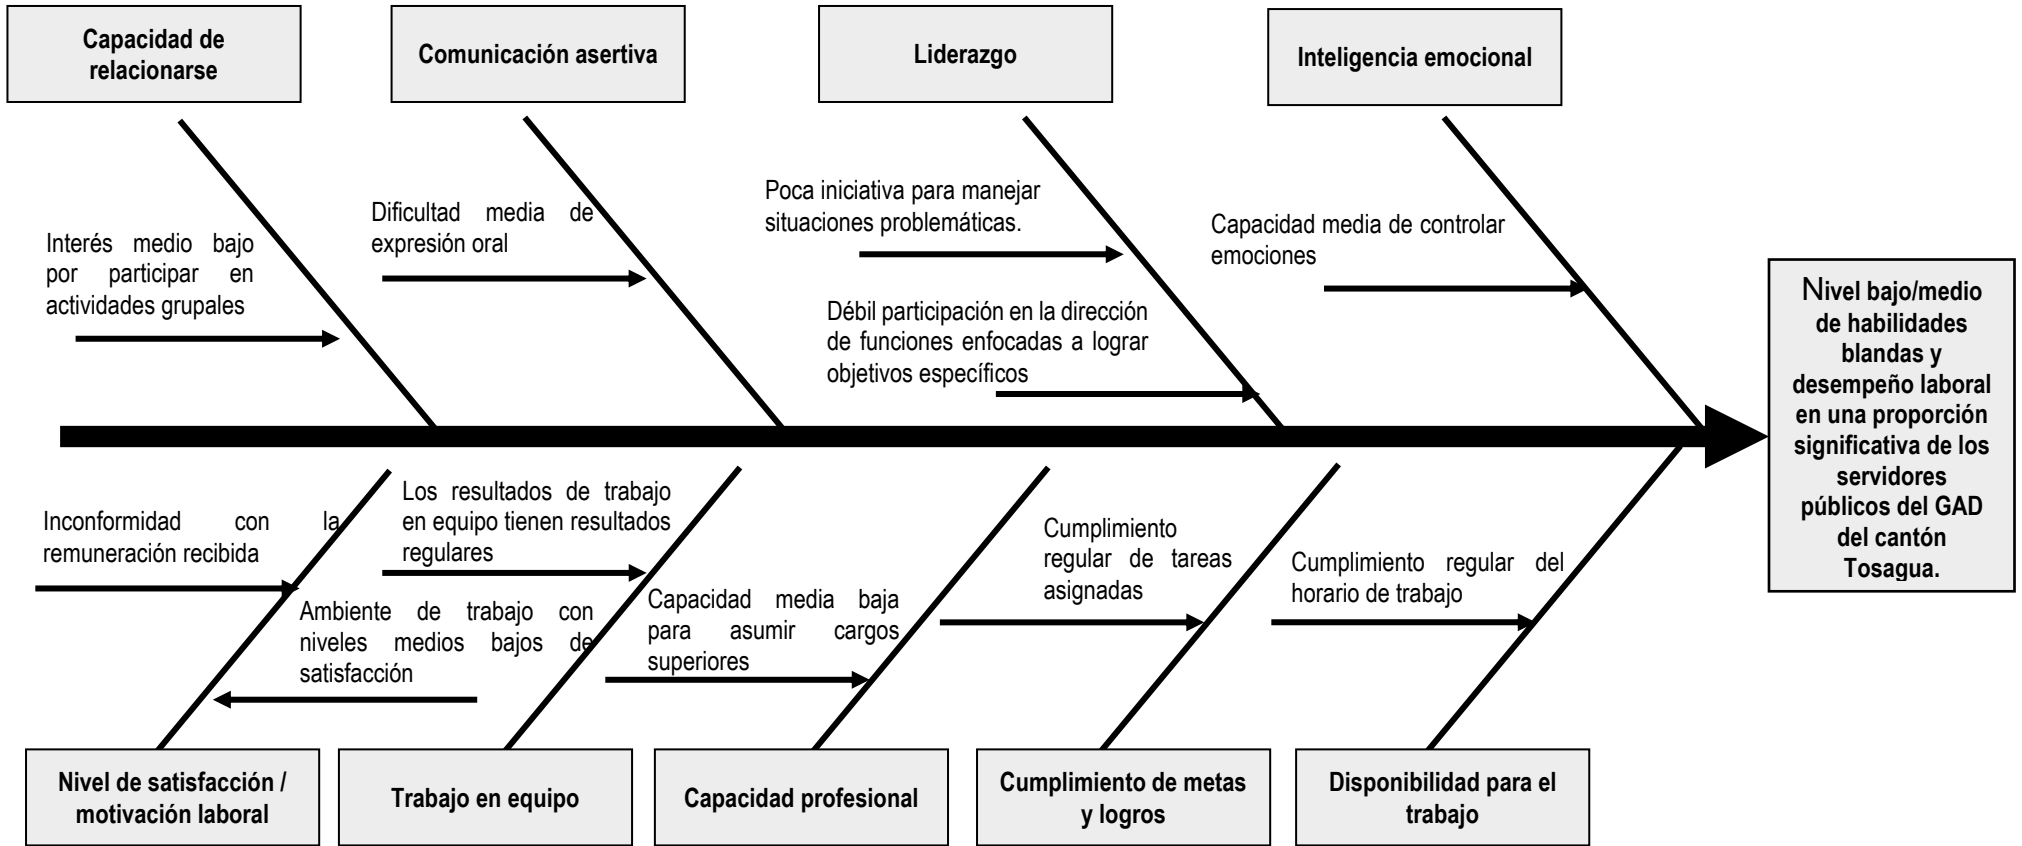 Capacidad de
relacionarse
Comunicación asertiva
Liderazgo
Inteligencia emocional
Interés medio bajo
por participar en
actividades grupales
Dificultad media de
expresión oral
Poca iniciativa para manejar
situaciones problemáticas.
Débil participación en la dirección
de funciones enfocadas a lograr
objetivos específicos
Capacidad media de controlar
emociones
Nivel bajo/medio
de habilidades
blandas y
desempeño laboral
en una proporción
significativa de los
servidores
públicos del GAD
del cantón
Tosagua.
Inconformidad con la
remuneración recibida
Ambiente de trabajo con
niveles medios bajos de
satisfacción
Los resultados de trabajo
en equipo tienen resultados
regulares
Capacidad media baja
para asumir cargos
superiores
Cumplimiento
regular de tareas
asignadas
Cumplimiento regular del
horario de trabajo
Nivel de satisfacción /
motivación laboral
Trabajo en equipo
Capacidad profesional
Cumplimiento de metas
y logros
Disponibilidad para el
trabajo